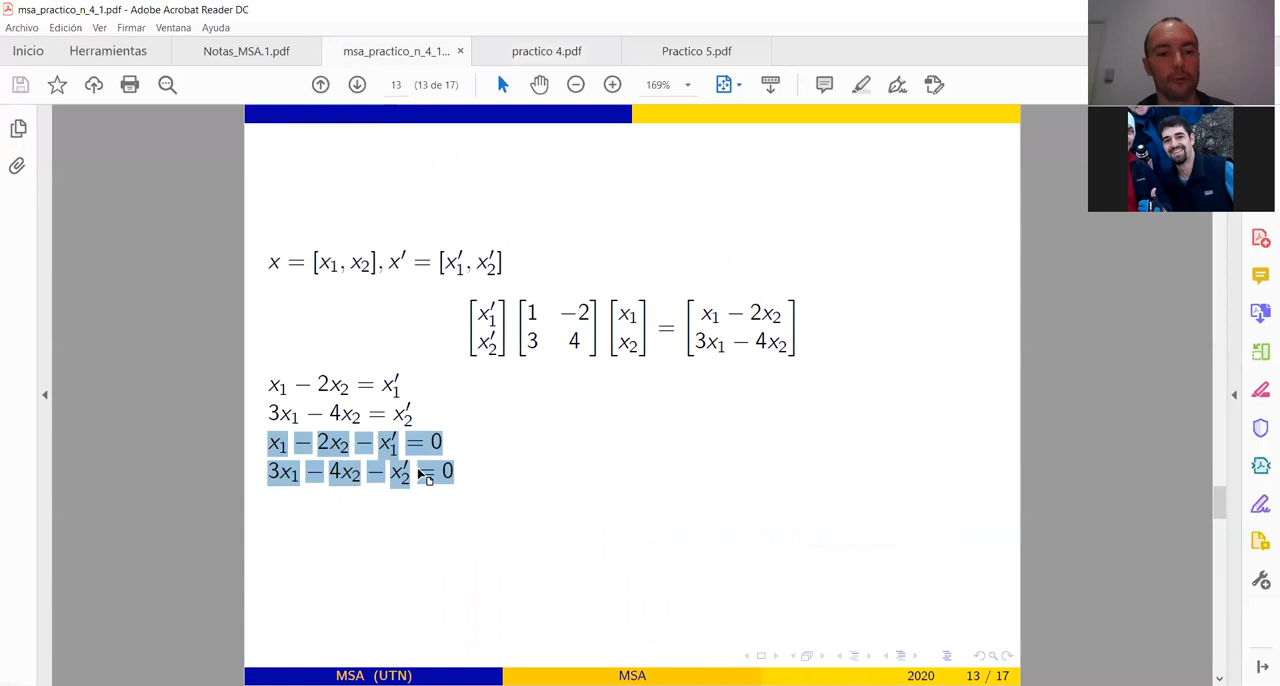 msa_practico_n_4_1.pdf - Adobe Acrobat Reader DC
Archivo Edición Ver Firmar Ventana Ayuda
Inicio Herramientas Notas_MSA.1.pdf msa_practico_n_4_1... × practico 4.pdf Practico 5.pdf
13 (13 de 17) 169%
x = [x₁, x₂], x′ = [x′₁, x′₂]
[x′₁ x′₂] [1 −2 3 4] [x₁ x₂] = [x₁ − 2x₂ 3x₁ − 4x₂]
x₁ − 2x₂ = x′₁
3x₁ − 4x₂ = x′₂
x₁ − 2x₂ − x′₁ = 0
3x₁ − 4x₂ − x′₂ = 0
MSA (UTN) MSA 2020 13 / 17